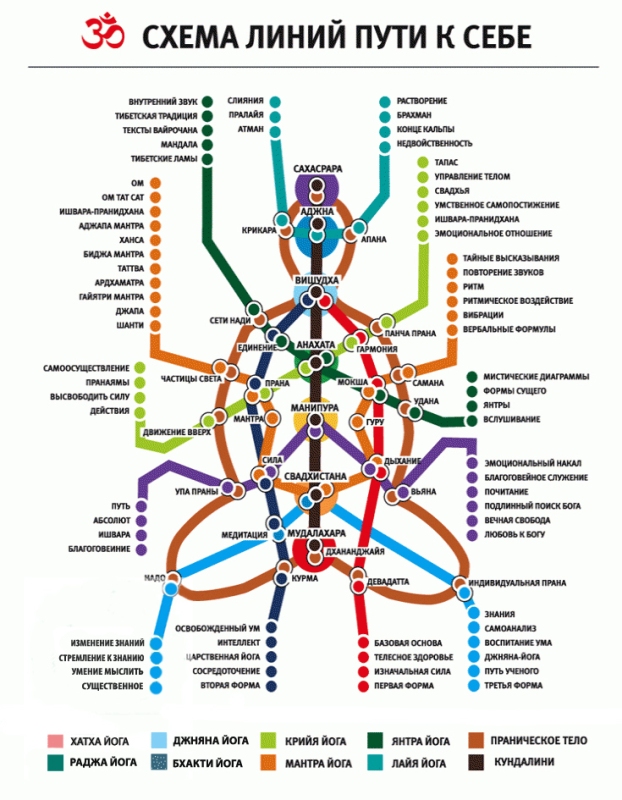 ॐ СХЕМА ЛИНИЙ ПУТИ К СЕБЕ
ВНУТРЕННИЙ ЗВУК
ТИБЕТСКАЯ ТРАДИЦИЯ
ТЕКСТЫ ВАЙРОЧАНА
МАНДАЛА
ТИБЕТСКИЕ ЛАМЫ
СЛИЯНИЯ
ПРАЛАЙЯ
АТМАН
РАСТВОРЕНИЕ
БРАХМАН
КОНЦЕ КАЛЬПЫ
НЕДВОЙСТВЕННОСТЬ
САХАСРАРА
АДЖНА
КРИКАРА
АПАНА
ТАПАС
УПРАВЛЕНИЕ ТЕЛОМ
СВАДХЬЯ
УМСТВЕННОЕ САМОПОСТИЖЕНИЕ
ИШВАРА-ПРАНИДХАНА
ЭМОЦИОНАЛЬНОЕ ОТНОШЕНИЕ
ОМ
ОМ ТАТ САТ
ИШВАРА-ПРАНИДХАНА
АДЖАПА МАНТРА
ХАНСА
БИДЖА МАНТРА
ТАТТВА
АРДХАМАТРА
ГАЙЯТРИ МАНТРА
ДЖАПА
ШАНТИ
ТАЙНЫЕ ВЫСКАЗЫВАНИЯ
ПОВТОРЕНИЕ ЗВУКОВ
РИТМ
РИТМИЧЕСКОЕ ВОЗДЕЙСТВИЕ
ВИБРАЦИИ
ВЕРБАЛЬНЫЕ ФОРМУЛЫ
ВИШУДХА
СЕТИ НАДИ
ПАНЧА ПРАНА
ЕДИНЕНИЕ
АНАХАТА
ГАРМОНИЯ
САМООСУЩЕСТВЛЕНИЕ
ПРАНАЯМЫ
ВЫСВОБОДИТЬ СИЛУ
ДЕЙСТВИЯ
ЧАСТИЦЫ СВЕТА
ПРАНА
МОКША
САМАНА
МИСТИЧЕСКИЕ ДИАГРАММЫ
ФОРМЫ СУЩЕГО
ЯНТРЫ
ВСЛУШИВАНИЕ
УДАНА
МАНИПУРА
МАНТРА
ГУРУ
ДВИЖЕНИЕ ВВЕРХ
СИЛА
ДЫХАНИЕ
ЭМОЦИОНАЛЬНЫЙ НАКАЛ
БЛАГОГОВЕЙНОЕ СЛУЖЕНИЕ
ПОЧИТАНИЕ
ПОДЛИННЫЙ ПОИСК БОГА
ВЕЧНАЯ СВОБОДА
ЛЮБОВЬ К БОГУ
СВАДХИСТАНА
УПА ПРАНЫ
ВЬЯНА
ПУТЬ
АБСОЛЮТ
ИШВАРА
БЛАГОГОВЕНИЕ
МЕДИТАЦИЯ
МУДАЛАХАРА
ДХАНАНДЖАЙЯ
НАДО
КУРМА
ДЕВАДАТТА
ИНДИВИДУАЛЬНАЯ ПРАНА
ИЗМЕНЕНИЕ ЗНАНИЙ
СТРЕМЛЕНИЕ К ЗНАНИЮ
УМЕНИЕ МЫСЛИТЬ
СУЩЕСТВЕННОЕ
ОСВОБОЖДЕННЫЙ УМ
ИНТЕЛЛЕКТ
ЦАРСТВЕННАЯ ЙОГА
СОСРЕДОТОЧЕНИЕ
ВТОРАЯ ФОРМА
БАЗОВАЯ ОСНОВА
ТЕЛЕСНОЕ ЗДОРОВЬЕ
ИЗНАЧАЛЬНАЯ СИЛА
ПЕРВАЯ ФОРМА
ЗНАНИЯ
САМОАНАЛИЗ
ВОСПИТАНИЕ УМА
ДЖНЯНА-ЙОГА
ПУТЬ УЧЕНОГО
ТРЕТЬЯ ФОРМА
ХАТХА ЙОГА
ДЖНЯНА ЙОГА
КРИЙЯ ЙОГА
ЯНТРА ЙОГА
ПРАНИЧЕСКОЕ ТЕЛО
РАДЖА ЙОГА
БХАКТИ ЙОГА
МАНТРА ЙОГА
ЛАЙЯ ЙОГА
КУНДАЛИНИ